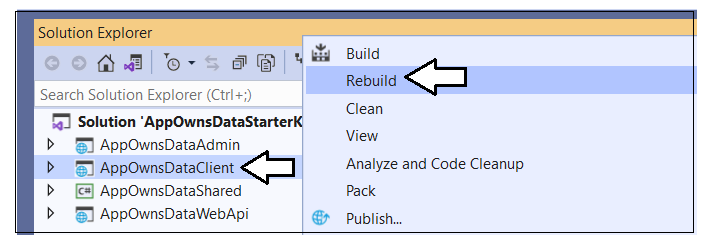 Solution Explorer
Search Solution Explorer (Ctrl+;)
Solution 'AppOwnsDataStarterK
AppOwnsDataAdmin
AppOwnsDataClient
C# AppOwnsDataShared
AppOwnsDataWebApi
Build
Rebuild
Clean
View
Analyze and Code Cleanup
Pack
Publish...